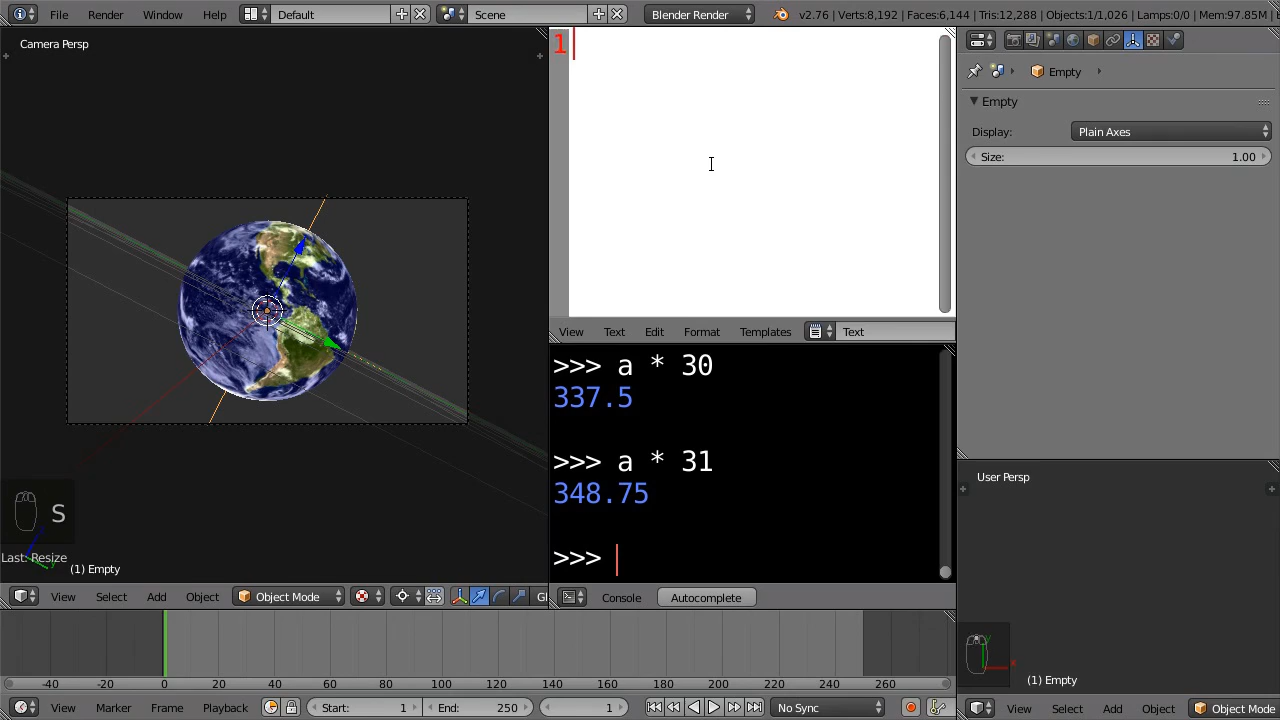 File Render Window Help Default Scene Blender Render v2.76 | Verts:8,192 | Faces:6,144 | Tris:12,288 | Objects:1/1,026 | Lamps:0/0 | Mem:97.85M |
Camera Persp
1
Empty
Empty
Display: Plain Axes
Size: 1.00
View Text Edit Format Templates Text
>>> a * 30
337.5
>>> a * 31
348.75
>>>
User Persp
S
Last: Resize
(1) Empty
View Select Add Object Object Mode
Console Autocomplete
(1) Empty
-40 -20 0 20 40 60 80 100 120 140 160 180 200 220 240 260
View Marker Frame Playback Start: 1 End: 250 1 No Sync
View Select Add Object Object Mode